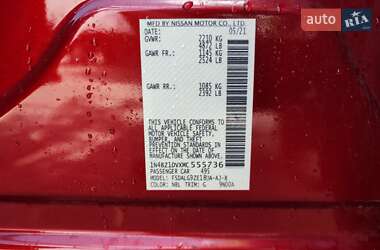 AUTO RIA
MFD BY NISSAN MOTOR CO., LTD.
05/21
GVWR: 2210 KG
4872 LB
GAWR FR: 1145 KG
2524 LB
GAWR RR: 1085 KG
2392 LB
THIS VEHICLE CONFORMS TO ALL
APPLICABLE FEDERAL
MOTOR VEHICLE SAFETY,
BUMPER, AND THEFT
PREVENTION STANDARDS
IN EFFECT ON THE DATE OF
MANUFACTURE SHOWN ABOVE.
1N4BZ1DVXMC555736
PASSENGER CAR 495
MODEL:
COLOR: NBL TRIM: G 9N00A